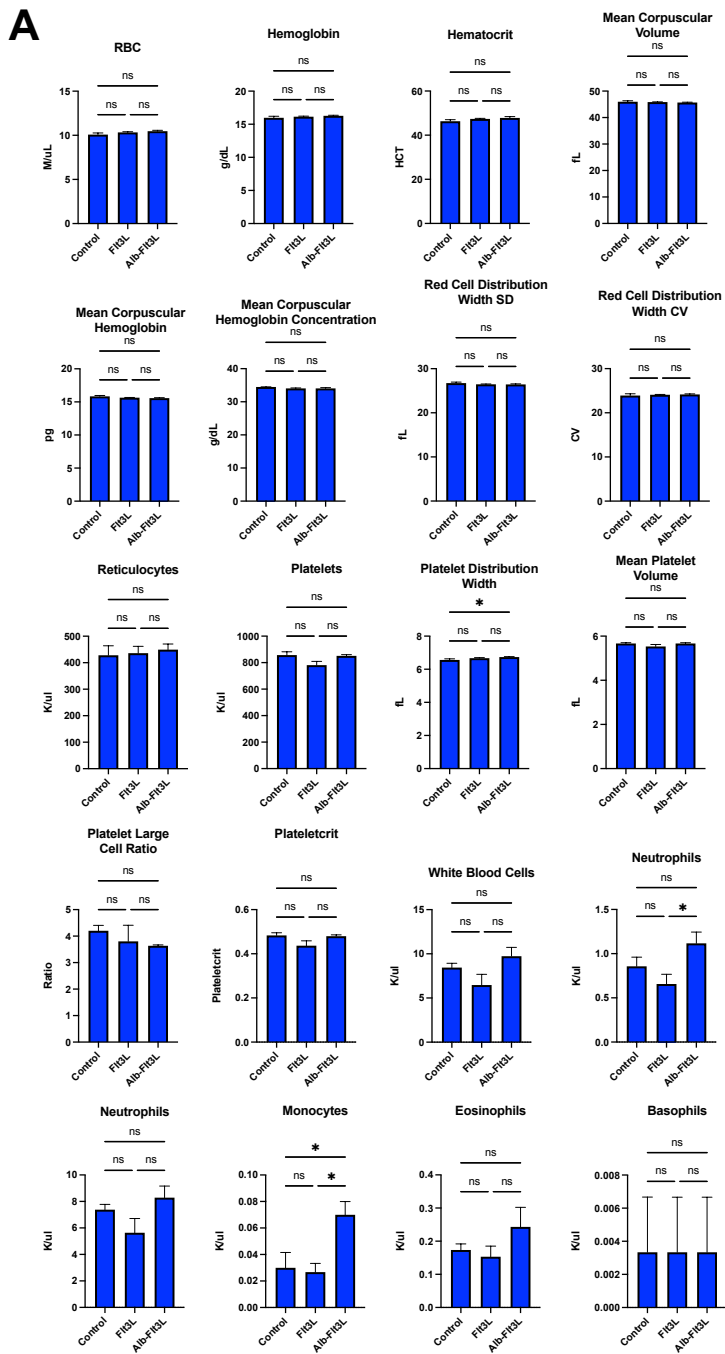 A
RBC
ns
ns ns
M/uL
15
10
5
0
Control
Flt3L
Alb-Flt3L
Hemoglobin
ns
ns ns
g/dL
20
15
10
5
0
Control
Flt3L
Alb-Flt3L
Hematocrit
ns
ns ns
HCT
60
40
20
0
Control
Flt3L
Alb-Flt3L
Mean Corpuscular
Volume
ns
ns ns
fL
50
40
30
20
10
0
Control
Flt3L
Alb-Flt3L
Mean Corpuscular
Hemoglobin
ns
ns ns
pg
20
15
10
5
0
Control
Flt3L
Alb-Flt3L
Mean Corpuscular
Hemoglobin Concentration
ns
ns ns
g/dL
40
30
20
10
0
Control
Flt3L
Alb-Flt3L
Red Cell Distribution
Width SD
ns
ns ns
fL
30
20
10
0
Control
Flt3L
Alb-Flt3L
Red Cell Distribution
Width CV
ns
ns ns
CV
30
20
10
0
Control
Flt3L
Alb-Flt3L
Reticulocytes
ns
ns ns
K/ul
500
400
300
200
100
0
Control
Flt3L
Alb-Flt3L
Platelets
ns
ns ns
K/ul
1000
800
600
400
200
0
Control
Flt3L
Alb-Flt3L
Platelet Distribution
Width
*
ns ns
fL
8
6
4
2
0
Control
Flt3L
Alb-Flt3L
Mean Platelet
Volume
ns
ns ns
fL
6
4
2
0
Control
Flt3L
Alb-Flt3L
Platelet Large
Cell Ratio
ns
ns ns
Ratio
5
4
3
2
1
0
Control
Flt3L
Alb-Flt3L
Plateletcrit
ns
ns ns
Plateletcrit
0.6
0.4
0.2
0.0
Control
Flt3L
Alb-Flt3L
White Blood Cells
ns
ns ns
K/ul
15
10
5
0
Control
Flt3L
Alb-Flt3L
Neutrophils
ns
ns *
K/ul
1.5
1.0
0.5
0.0
Control
Flt3L
Alb-Flt3L
Neutrophils
ns
ns ns
K/ul
10
8
6
4
2
0
Control
Flt3L
Alb-Flt3L
Monocytes
*
ns *
K/ul
0.10
0.08
0.06
0.04
0.02
0.00
Control
Flt3L
Alb-Flt3L
Eosinophils
ns
ns ns
K/ul
0.4
0.3
0.2
0.1
0.0
Control
Flt3L
Alb-Flt3L
Basophils
ns
ns ns
K/ul
0.008
0.006
0.004
0.002
0.000
Control
Flt3L
Alb-Flt3L